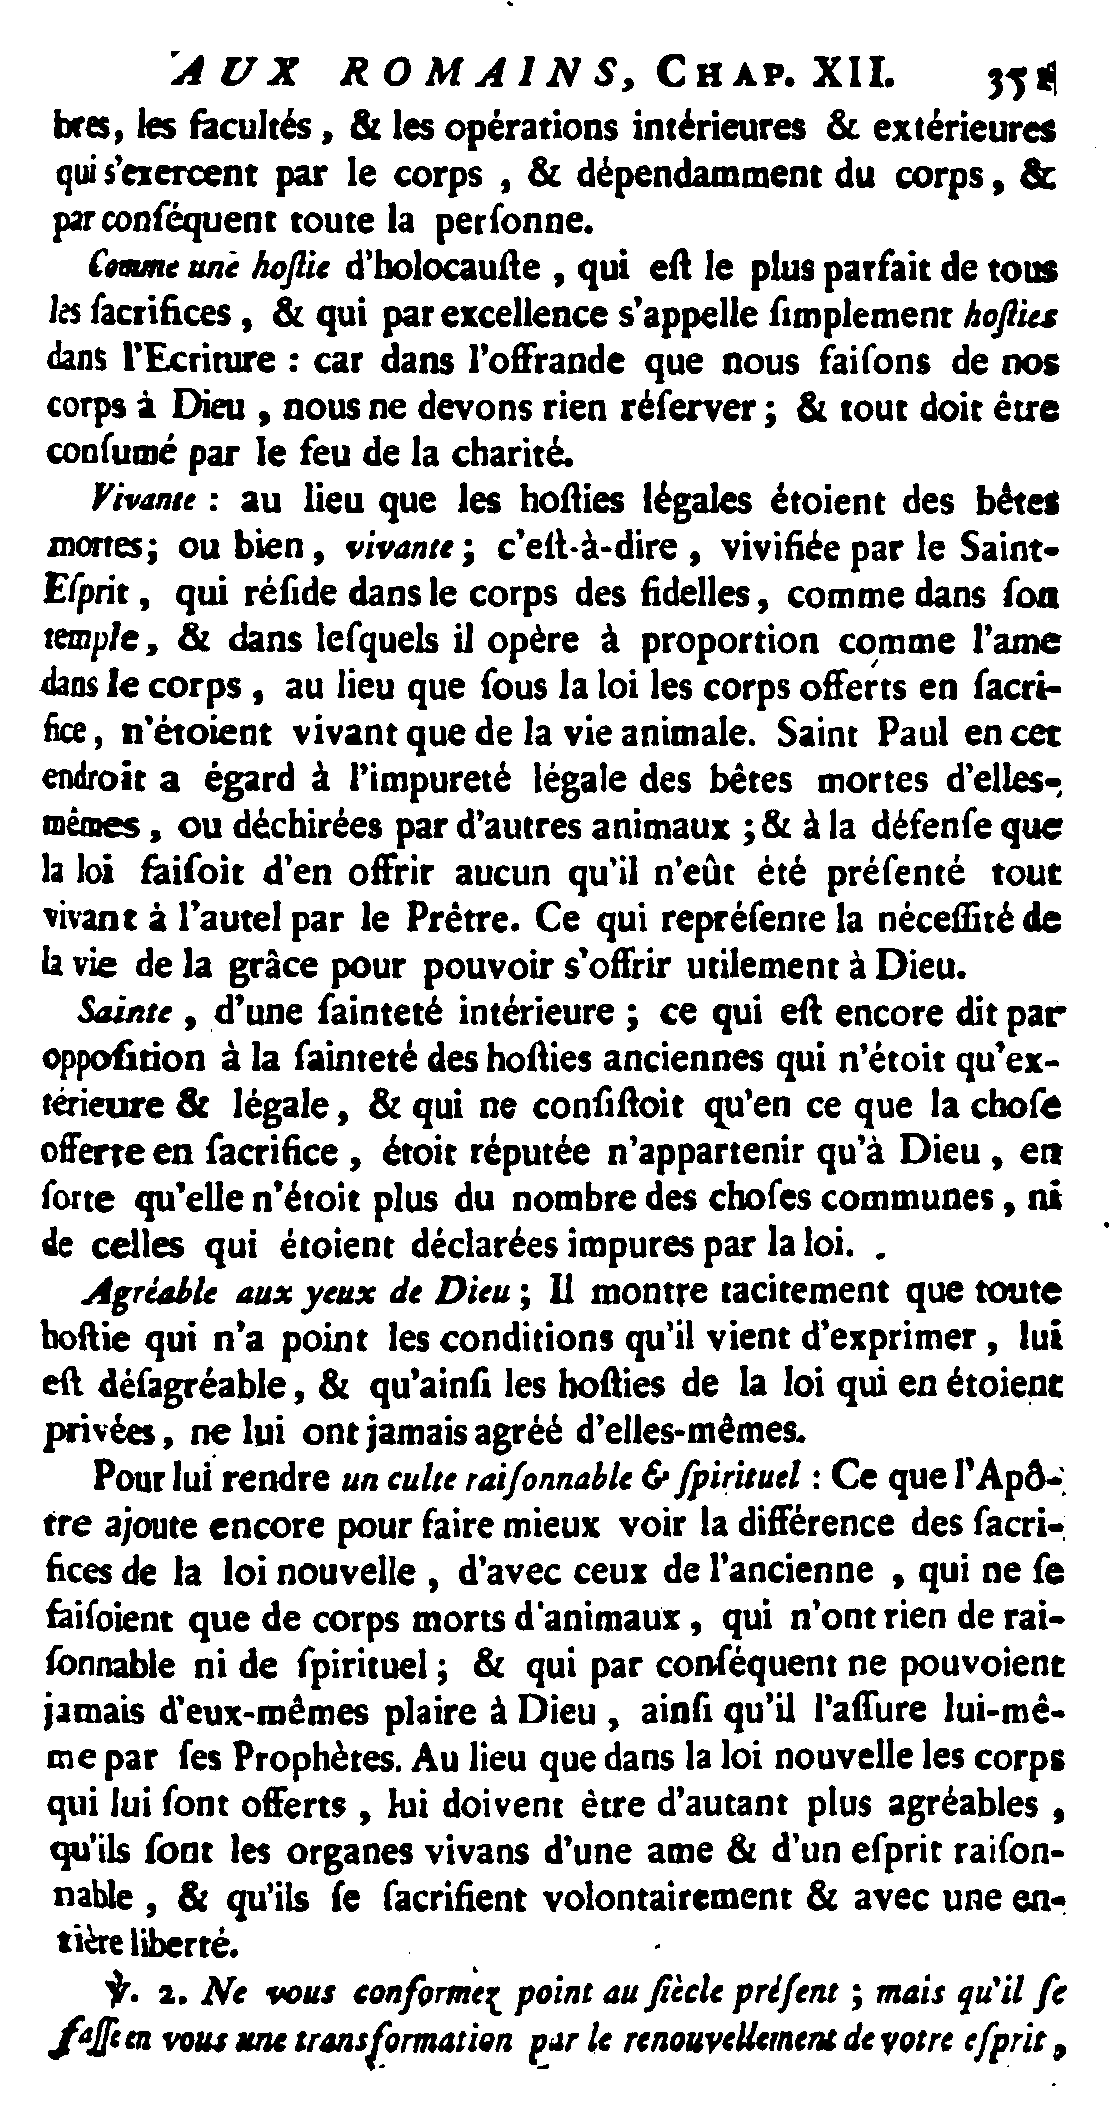 AUX ROMAINS, CHAP. XII. 351
bres, les facultés, & les opérations intérieures & extérieures
qui s'exercent par le corps, & dépendamment du corps, &
par conſéquent toute la perſonne.
Comme une hoſtie d'holocauſte, qui eſt le plus parfait de tous
les ſacrifices, & qui par excellence s'appelle ſimplement hoſties
dans l'Ecriture : car dans l'offrande que nous faiſons de nos
corps à Dieu, nous ne devons rien réſerver ; & tout doit être
conſumé par le feu de la charité.
Vivante : au lieu que les hoſties légales étoient des bêtes
mortes; ou bien, vivante ; c'eſt-à-dire, vivifiée par le Saint-
Eſprit, qui réſide dans le corps des fidelles, comme dans ſon
temple, & dans leſquels il opère à proportion comme l'ame
dans le corps, au lieu que ſous la loi les corps offerts en ſacri-
fice, n'étoient vivant que de la vie animale. Saint Paul en cet
endroit a égard à l'impureté légale des bêtes mortes d'elles-
mêmes, ou déchirées par d'autres animaux ; & à la défenſe que
la loi faiſoit d'en offrir aucun qu'il n'eût été préſenté tout
vivant à l'autel par le Prêtre. Ce qui repréſente la néceſſité de
la vie de la grâce pour pouvoir s'offrir utilement à Dieu.
Sainte, d'une ſainteté intérieure ; ce qui eſt encore dit par
oppoſition à la ſainteté des hoſties anciennes qui n'étoit qu'ex-
térieure & légale, & qui ne conſiſtoit qu'en ce que la choſe
offerte en ſacrifice, étoit réputée n'appartenir qu'à Dieu, en
ſorte qu'elle n'étoit plus du nombre des choſes communes, ni
de celles qui étoient déclarées impures par la loi.
Agréable aux yeux de Dieu ; Il montre tacitement que toute
hoſtie qui n'a point les conditions qu'il vient d'exprimer, lui
eſt déſagréable, & qu'ainſi les hoſties de la loi qui en étoient
privées, ne lui ont jamais agréé d'elles-mêmes.
Pour lui rendre un culte raiſonnable & ſpirituel : Ce que l'Apô-
tre ajoute encore pour faire mieux voir la différence des ſacri-
fices de la loi nouvelle, d'avec ceux de l'ancienne, qui ne ſe
faiſoient que de corps morts d'animaux, qui n'ont rien de rai-
ſonnable ni de ſpirituel ; & qui par conſéquent ne pouvoient
jamais d'eux-mêmes plaire à Dieu, ainſi qu'il l'aſſure lui-mê-
me par ſes Prophètes. Au lieu que dans la loi nouvelle les corps
qui lui ſont offerts, lui doivent ètre d'autant plus agréables,
qu'ils ſont les organes vivans d'une ame & d'un eſprit raiſon-
nable, & qu'ils ſe ſacrifient volontairement & avec une en-
tière liberté.
℣. 2. Ne vous conformez point au ſiècle préſent ; mais qu'il ſe
faſſe en vous une transformation par le renouvellement de votre eſprit,